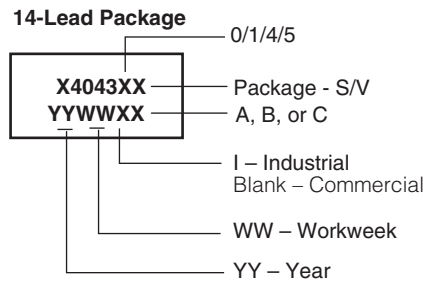 14-Lead Package
0/1/4/5
X4043XX
Package - S/V
YYWWXX
A, B, or C
I – Industrial
Blank – Commercial
WW – Workweek
YY – Year